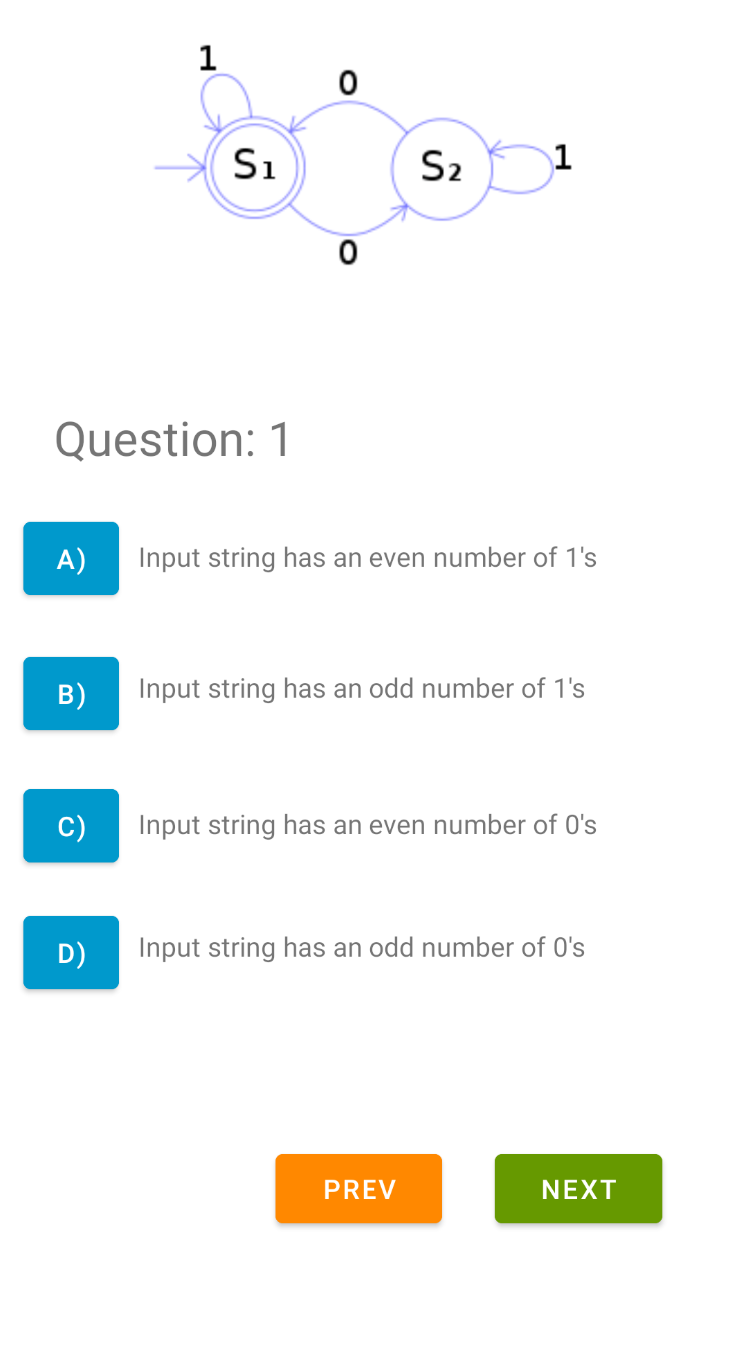 1
0
S₁
S₂
1
0
Question: 1
A) Input string has an even number of 1's
B) Input string has an odd number of 1's
C) Input string has an even number of 0's
D) Input string has an odd number of 0's
PREV NEXT